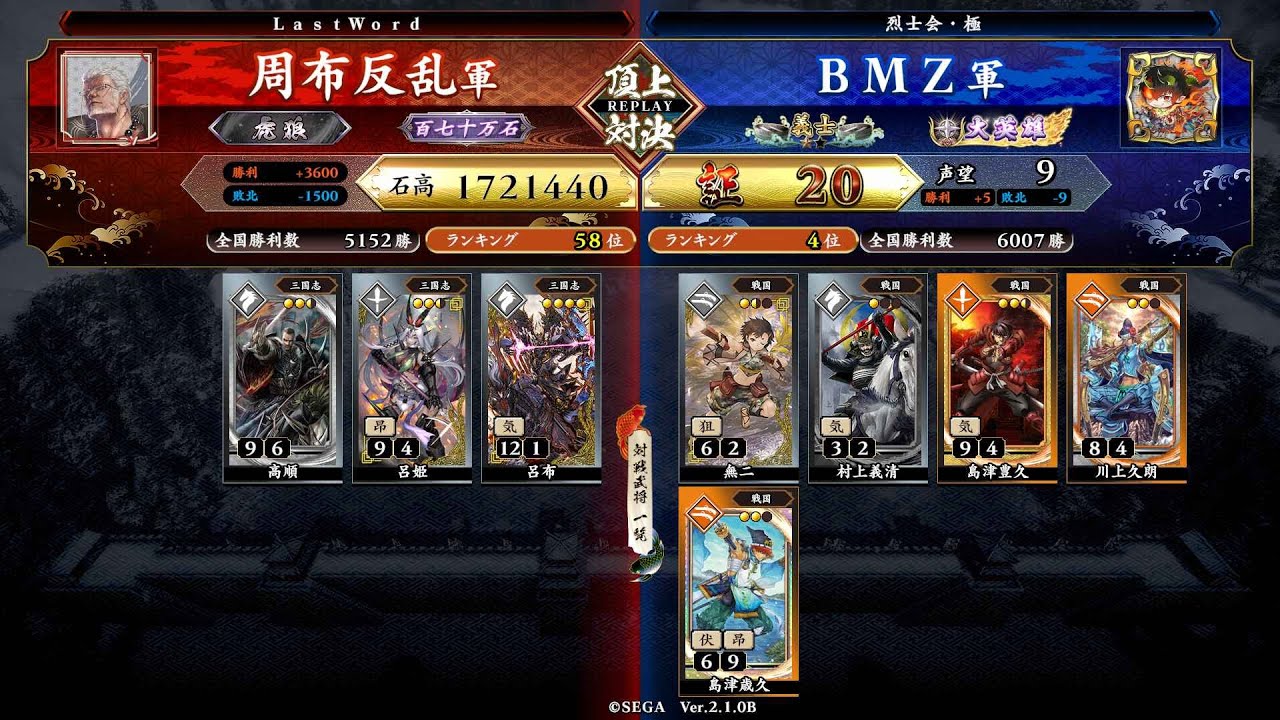 LastWord
烈士会・極
周布反乱軍
頂上
REPLAY
対決
BMZ軍
百七十万石
義士
大英雄
勝利 +3600
敗北 -1500
石高 1721440
証 20
声望 9
勝利 +5 敗北 -9
全国勝利数 5152勝
ランキング 58位
ランキング 4位
全国勝利数 6007勝
三国志
9 6
高順
三国志
昂
9 4
呂姫
三国志
気
12 1
呂布
対戦武将一覧
戦国
狙
6 2
無二
戦国
気
3 2
村上義清
戦国
気
9 4
島津豊久
戦国
8 4
川上久朗
戦国
伏 昂
6 9
島津歳久
©SEGA Ver.2.1.0B